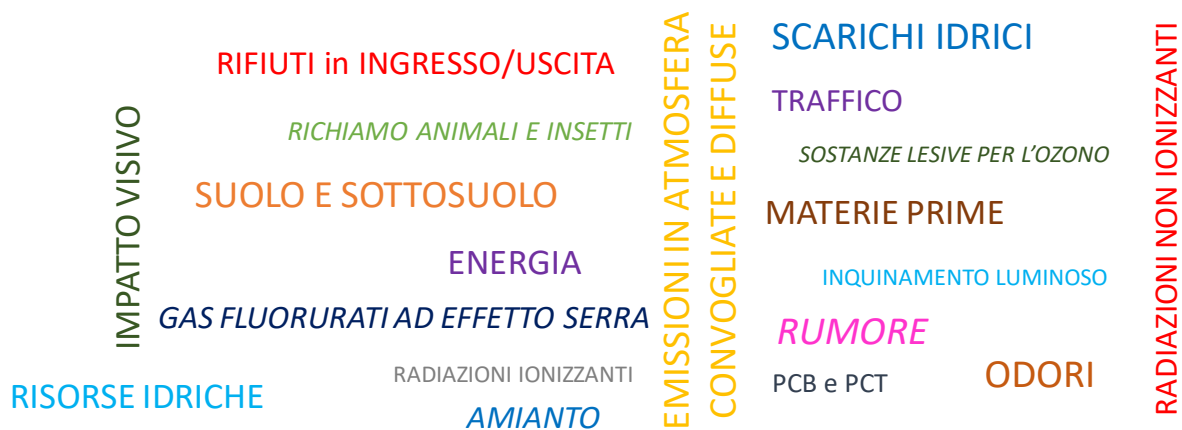 IMPATTO VISIVO
RIFIUTI in INGRESSO/USCITA
RICHIAMO ANIMALI E INSETTI
SUOLO E SOTTOSUOLO
ENERGIA
GAS FLUORURATI AD EFFETTO SERRA
RADIAZIONI IONIZZANTI
RISORSE IDRICHE
AMIANTO
EMISSIONI IN ATMOSFERA
CONVOGLIATE E DIFFUSE
SCARICHI IDRICI
TRAFFICO
SOSTANZE LESIVE PER L’OZONO
MATERIE PRIME
INQUINAMENTO LUMINOSO
RUMORE
PCB e PCT
ODORI
RADIAZIONI NON IONIZZANTI